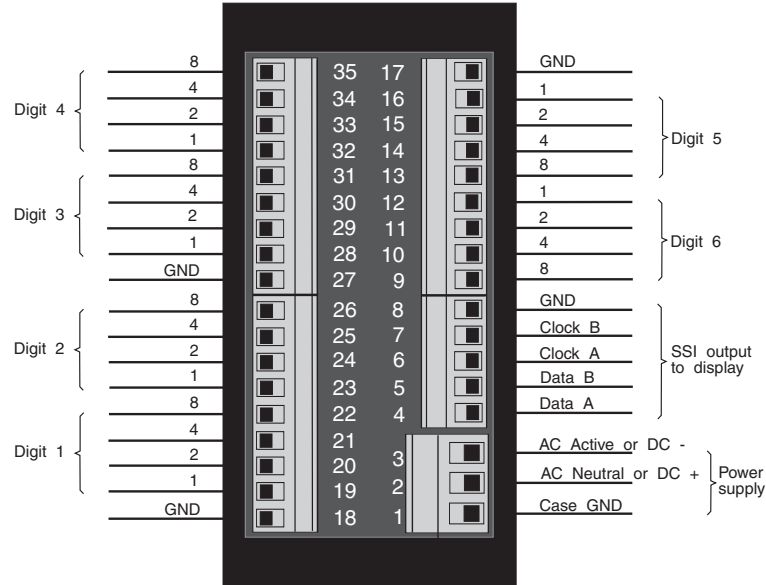 8 35 17 GND
4 34 16 1
Digit 4 2 33 15 2 Digit 5
1 32 14 4
8 31 13 8
4 30 12 1
Digit 3 2 29 11 2 Digit 6
1 28 10 4
GND 27 9 8
8 26 8 GND
4 25 7 Clock B
Digit 2 2 24 6 Clock A SSI output
1 23 5 Data B to display
8 22 4 Data A
4 21 3 AC Active or DC -
Digit 1 2 20 2 AC Neutral or DC + Power
1 19 1 Case GND supply
GND 18